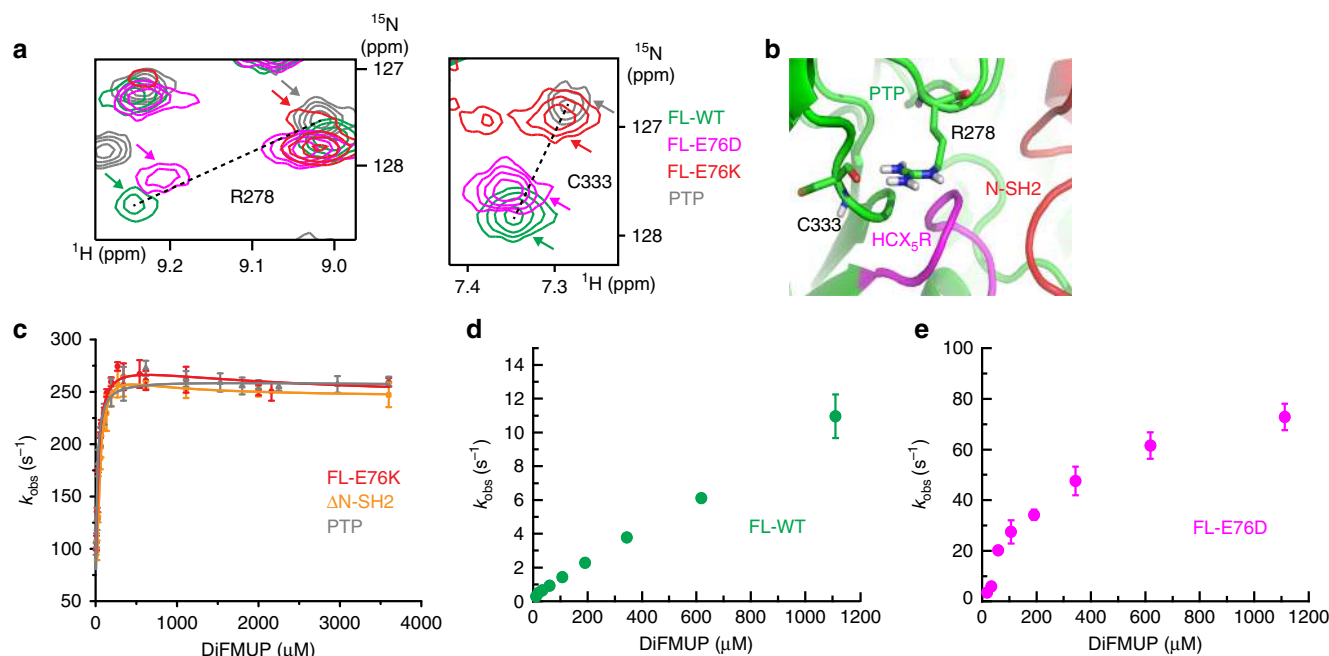 a
¹⁵N
(ppm)
127
128
R278
¹H (ppm)
9.2
9.1
9.0
¹⁵N
(ppm)
127
128
C333
7.4
7.3
¹H (ppm)
FL-WT
FL-E76D
FL-E76K
PTP
b
PTP
R278
N-SH2
C333
HCX₅R
c
300
250
200
150
100
50
k_obs (s⁻¹)
FL-E76K
ΔN-SH2
PTP
0
1000
2000
3000
4000
DiFMUP (µM)
d
14
12
10
8
6
4
2
0
k_obs (s⁻¹)
FL-WT
0
200
400
600
800
1000
1200
DiFMUP (µM)
e
100
80
60
40
20
0
k_obs (s⁻¹)
FL-E76D
0
200
400
600
800
1000
1200
DiFMUP (µM)